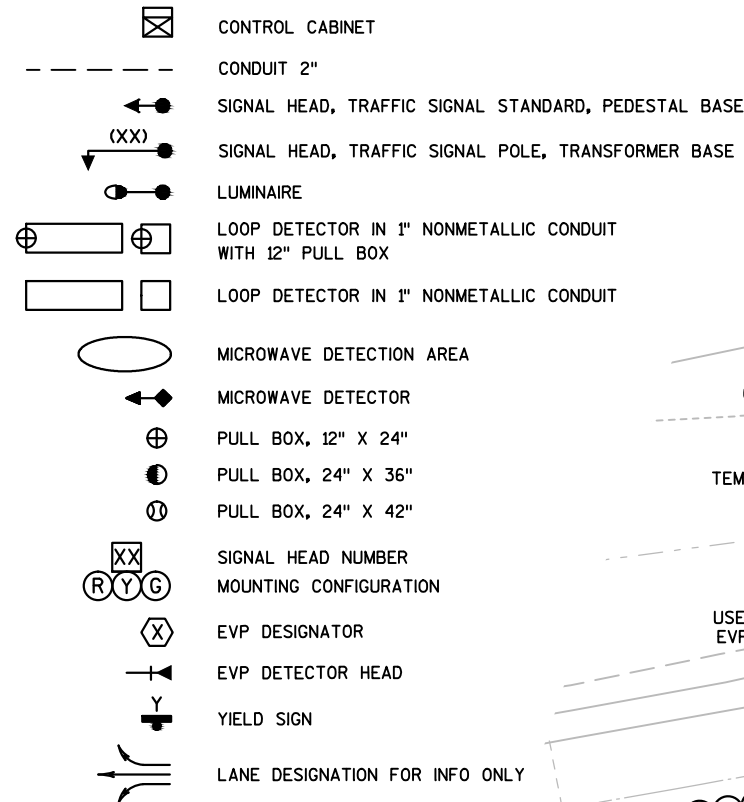 CONTROL CABINET
CONDUIT 2"
SIGNAL HEAD, TRAFFIC SIGNAL STANDARD, PEDESTAL BASE
(XX)
SIGNAL HEAD, TRAFFIC SIGNAL POLE, TRANSFORMER BASE
LUMINAIRE
LOOP DETECTOR IN 1" NONMETALLIC CONDUIT
WITH 12" PULL BOX
LOOP DETECTOR IN 1" NONMETALLIC CONDUIT
MICROWAVE DETECTION AREA
MICROWAVE DETECTOR
PULL BOX, 12" X 24"
PULL BOX, 24" X 36"
TEM
PULL BOX, 24" X 42"
XX SIGNAL HEAD NUMBER
R Y G MOUNTING CONFIGURATION
USE
X EVP DESIGNATOR
EVP
EVP DETECTOR HEAD
Y
YIELD SIGN
LANE DESIGNATION FOR INFO ONLY